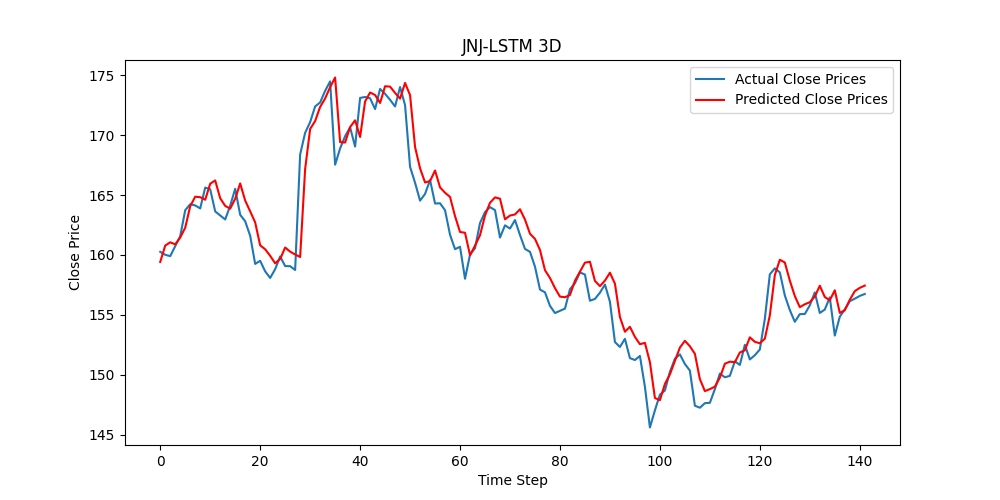 JNJ-LSTM 3D
Actual Close Prices
Predicted Close Prices
Close Price
175
170
165
160
155
150
145
0 20 40 60 80 100 120 140
Time Step